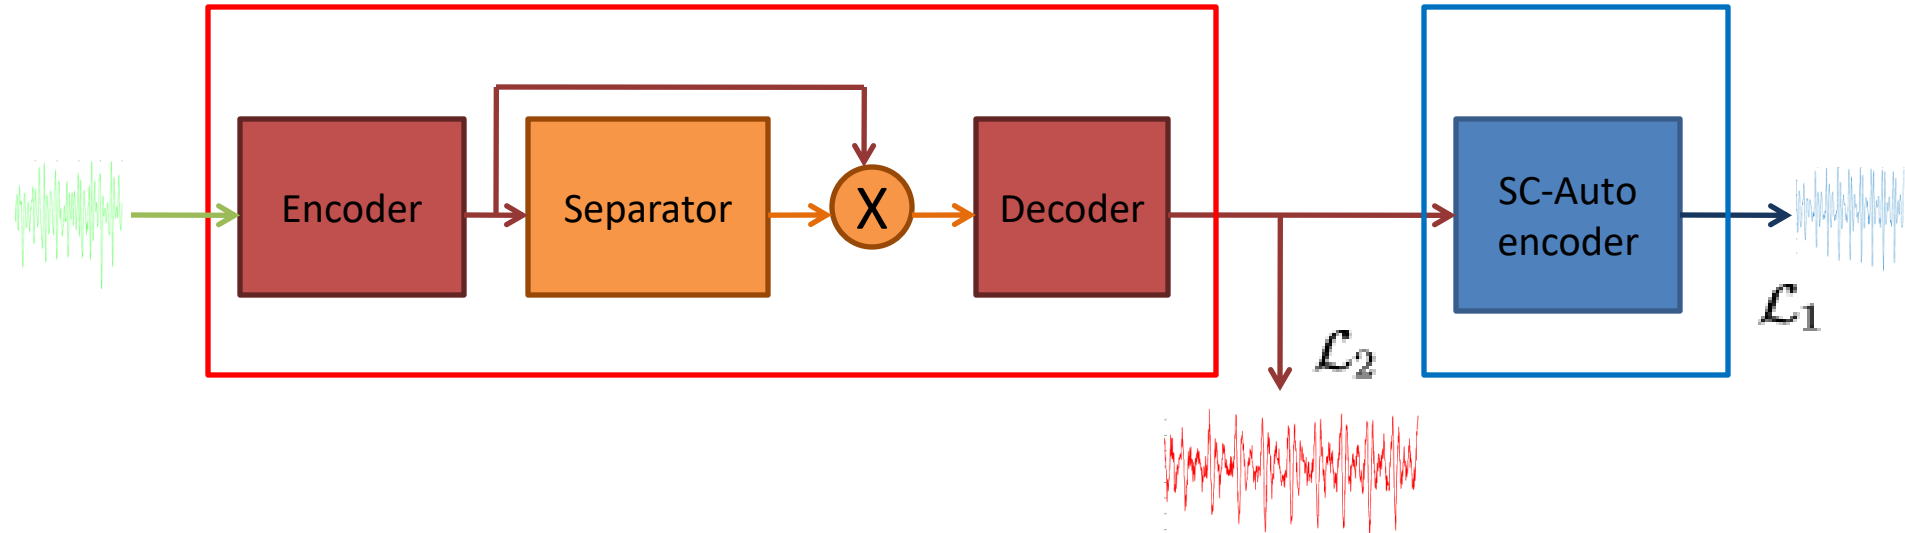 Encoder
Separator
X
Decoder
SC-Auto
encoder
ℒ₁
ℒ₂